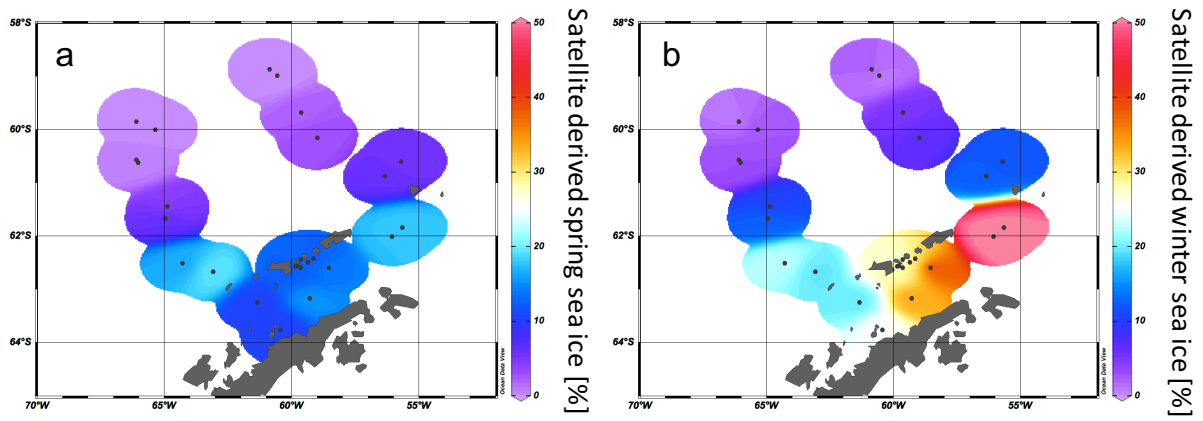 a
58°S
60°S
62°S
64°S
70°W
65°W
60°W
55°W
Ocean Data View
50
40
30
20
10
0
Satellite derived spring sea ice [%]
b
58°S
60°S
62°S
64°S
70°W
65°W
60°W
55°W
Ocean Data View
50
40
30
20
10
0
Satellite derived winter sea ice [%]